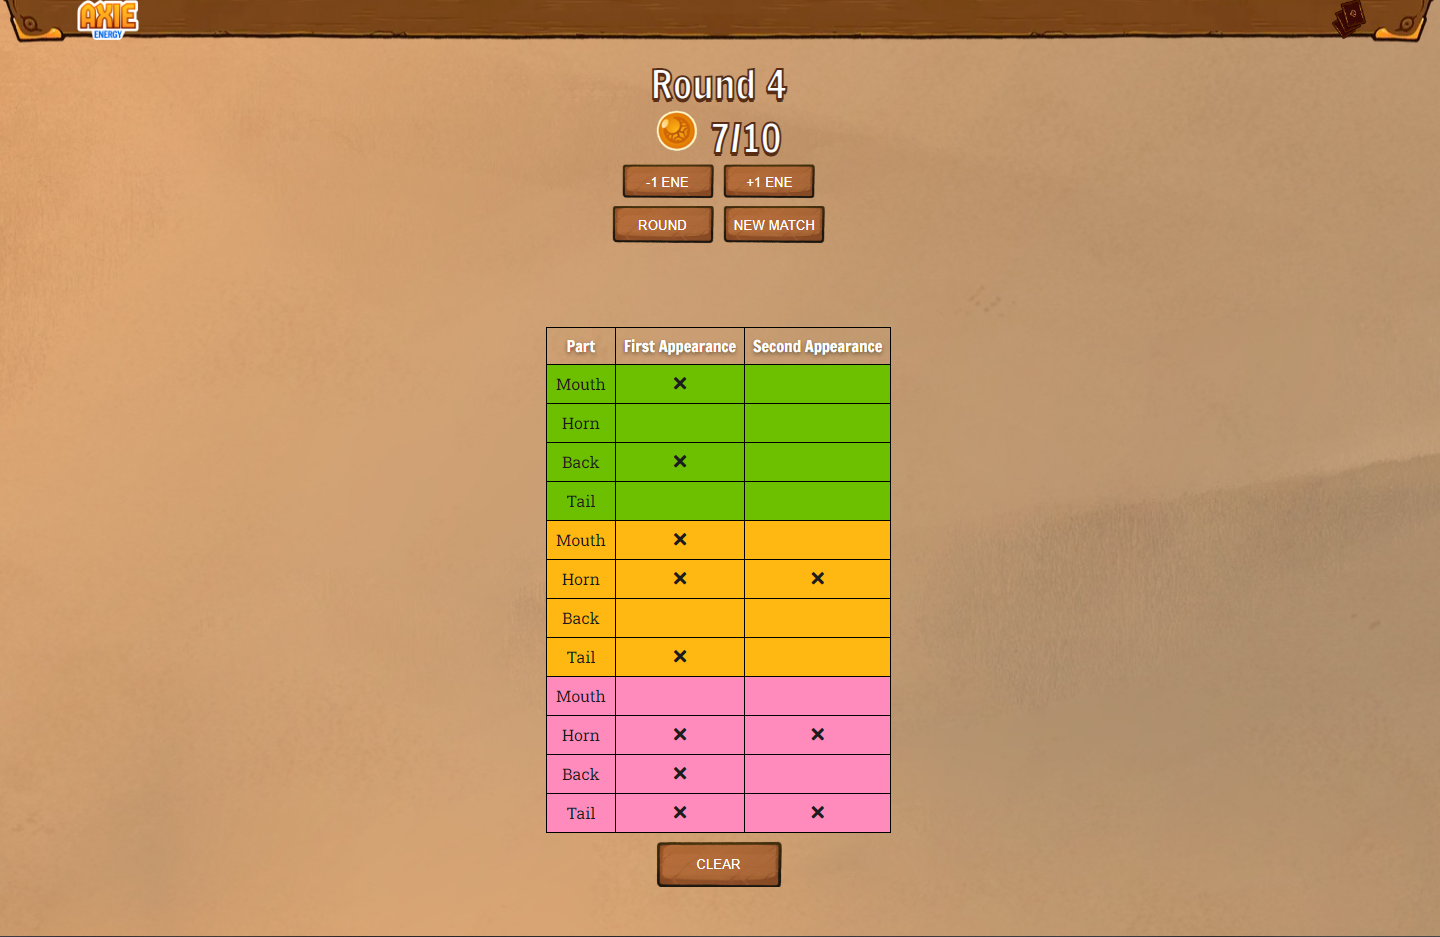 AXIE
ENERGY
Round 4
7/10
-1 ENE +1 ENE
ROUND NEW MATCH
Part First Appearance Second Appearance
Mouth ✕
Horn
Back ✕
Tail
Mouth ✕
Horn ✕ ✕
Back
Tail ✕
Mouth
Horn ✕ ✕
Back ✕
Tail ✕ ✕
CLEAR